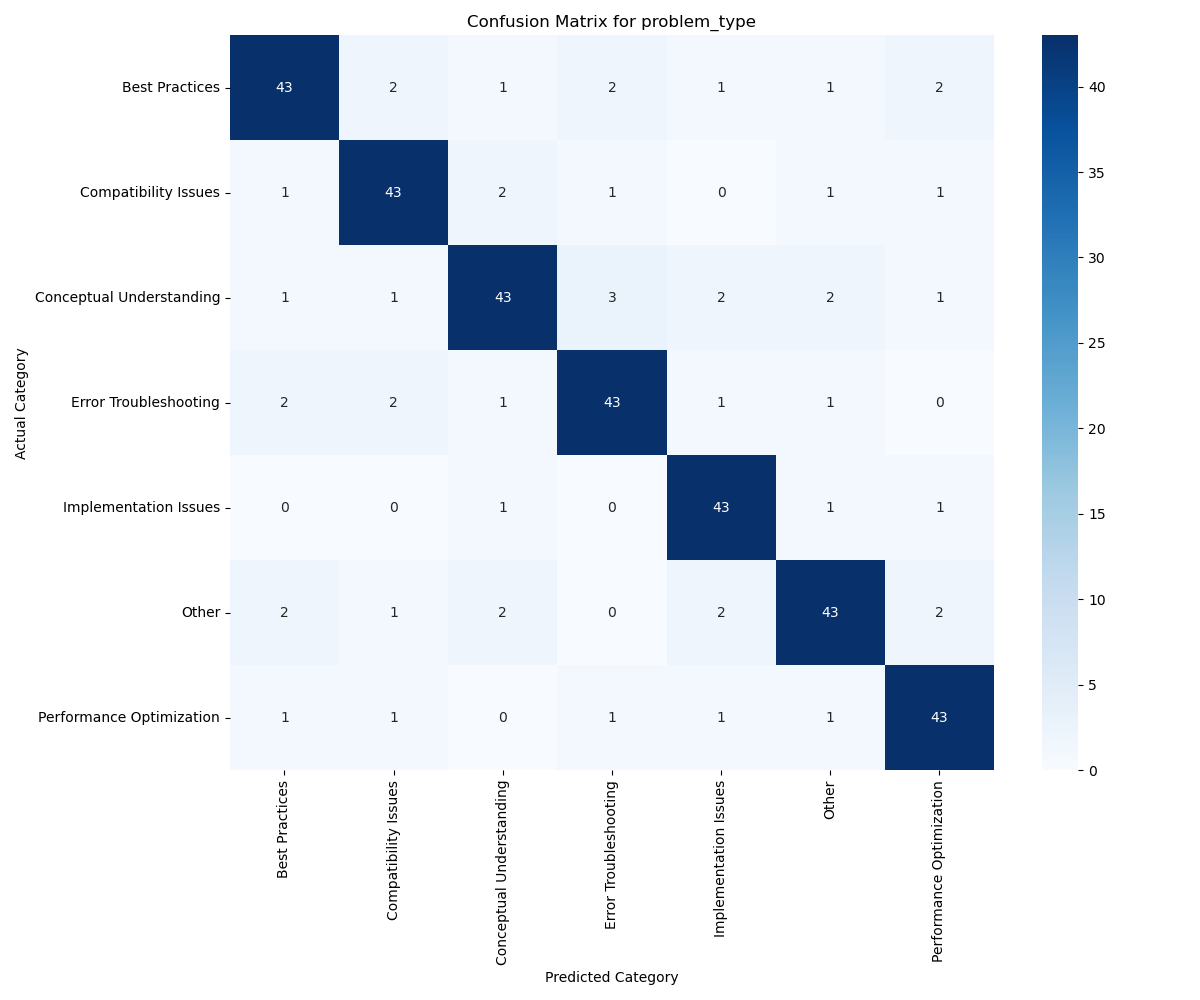 Confusion Matrix for problem_type
Actual Category
Best Practices 43 2 1 2 1 1 2
Compatibility Issues 1 43 2 1 0 1 1
Conceptual Understanding 1 1 43 3 2 2 1
Error Troubleshooting 2 2 1 43 1 1 0
Implementation Issues 0 0 1 0 43 1 1
Other 2 1 2 0 2 43 2
Performance Optimization 1 1 0 1 1 1 43
Best Practices
Compatibility Issues
Conceptual Understanding
Error Troubleshooting
Implementation Issues
Other
Performance Optimization
Predicted Category
40
35
30
25
20
15
10
5
0